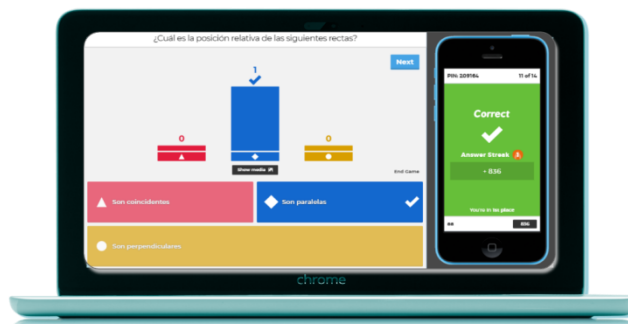 ¿Cuál es la posición relativa de las siguientes rectas?
Next
1
0
0
Show media
End Game
Son coincidentes
Son paralelas
Son perpendiculares
PIN: 209164
11 of 14
Correct
Answer Streak
+ 836
You're in 1st place
836
chrome